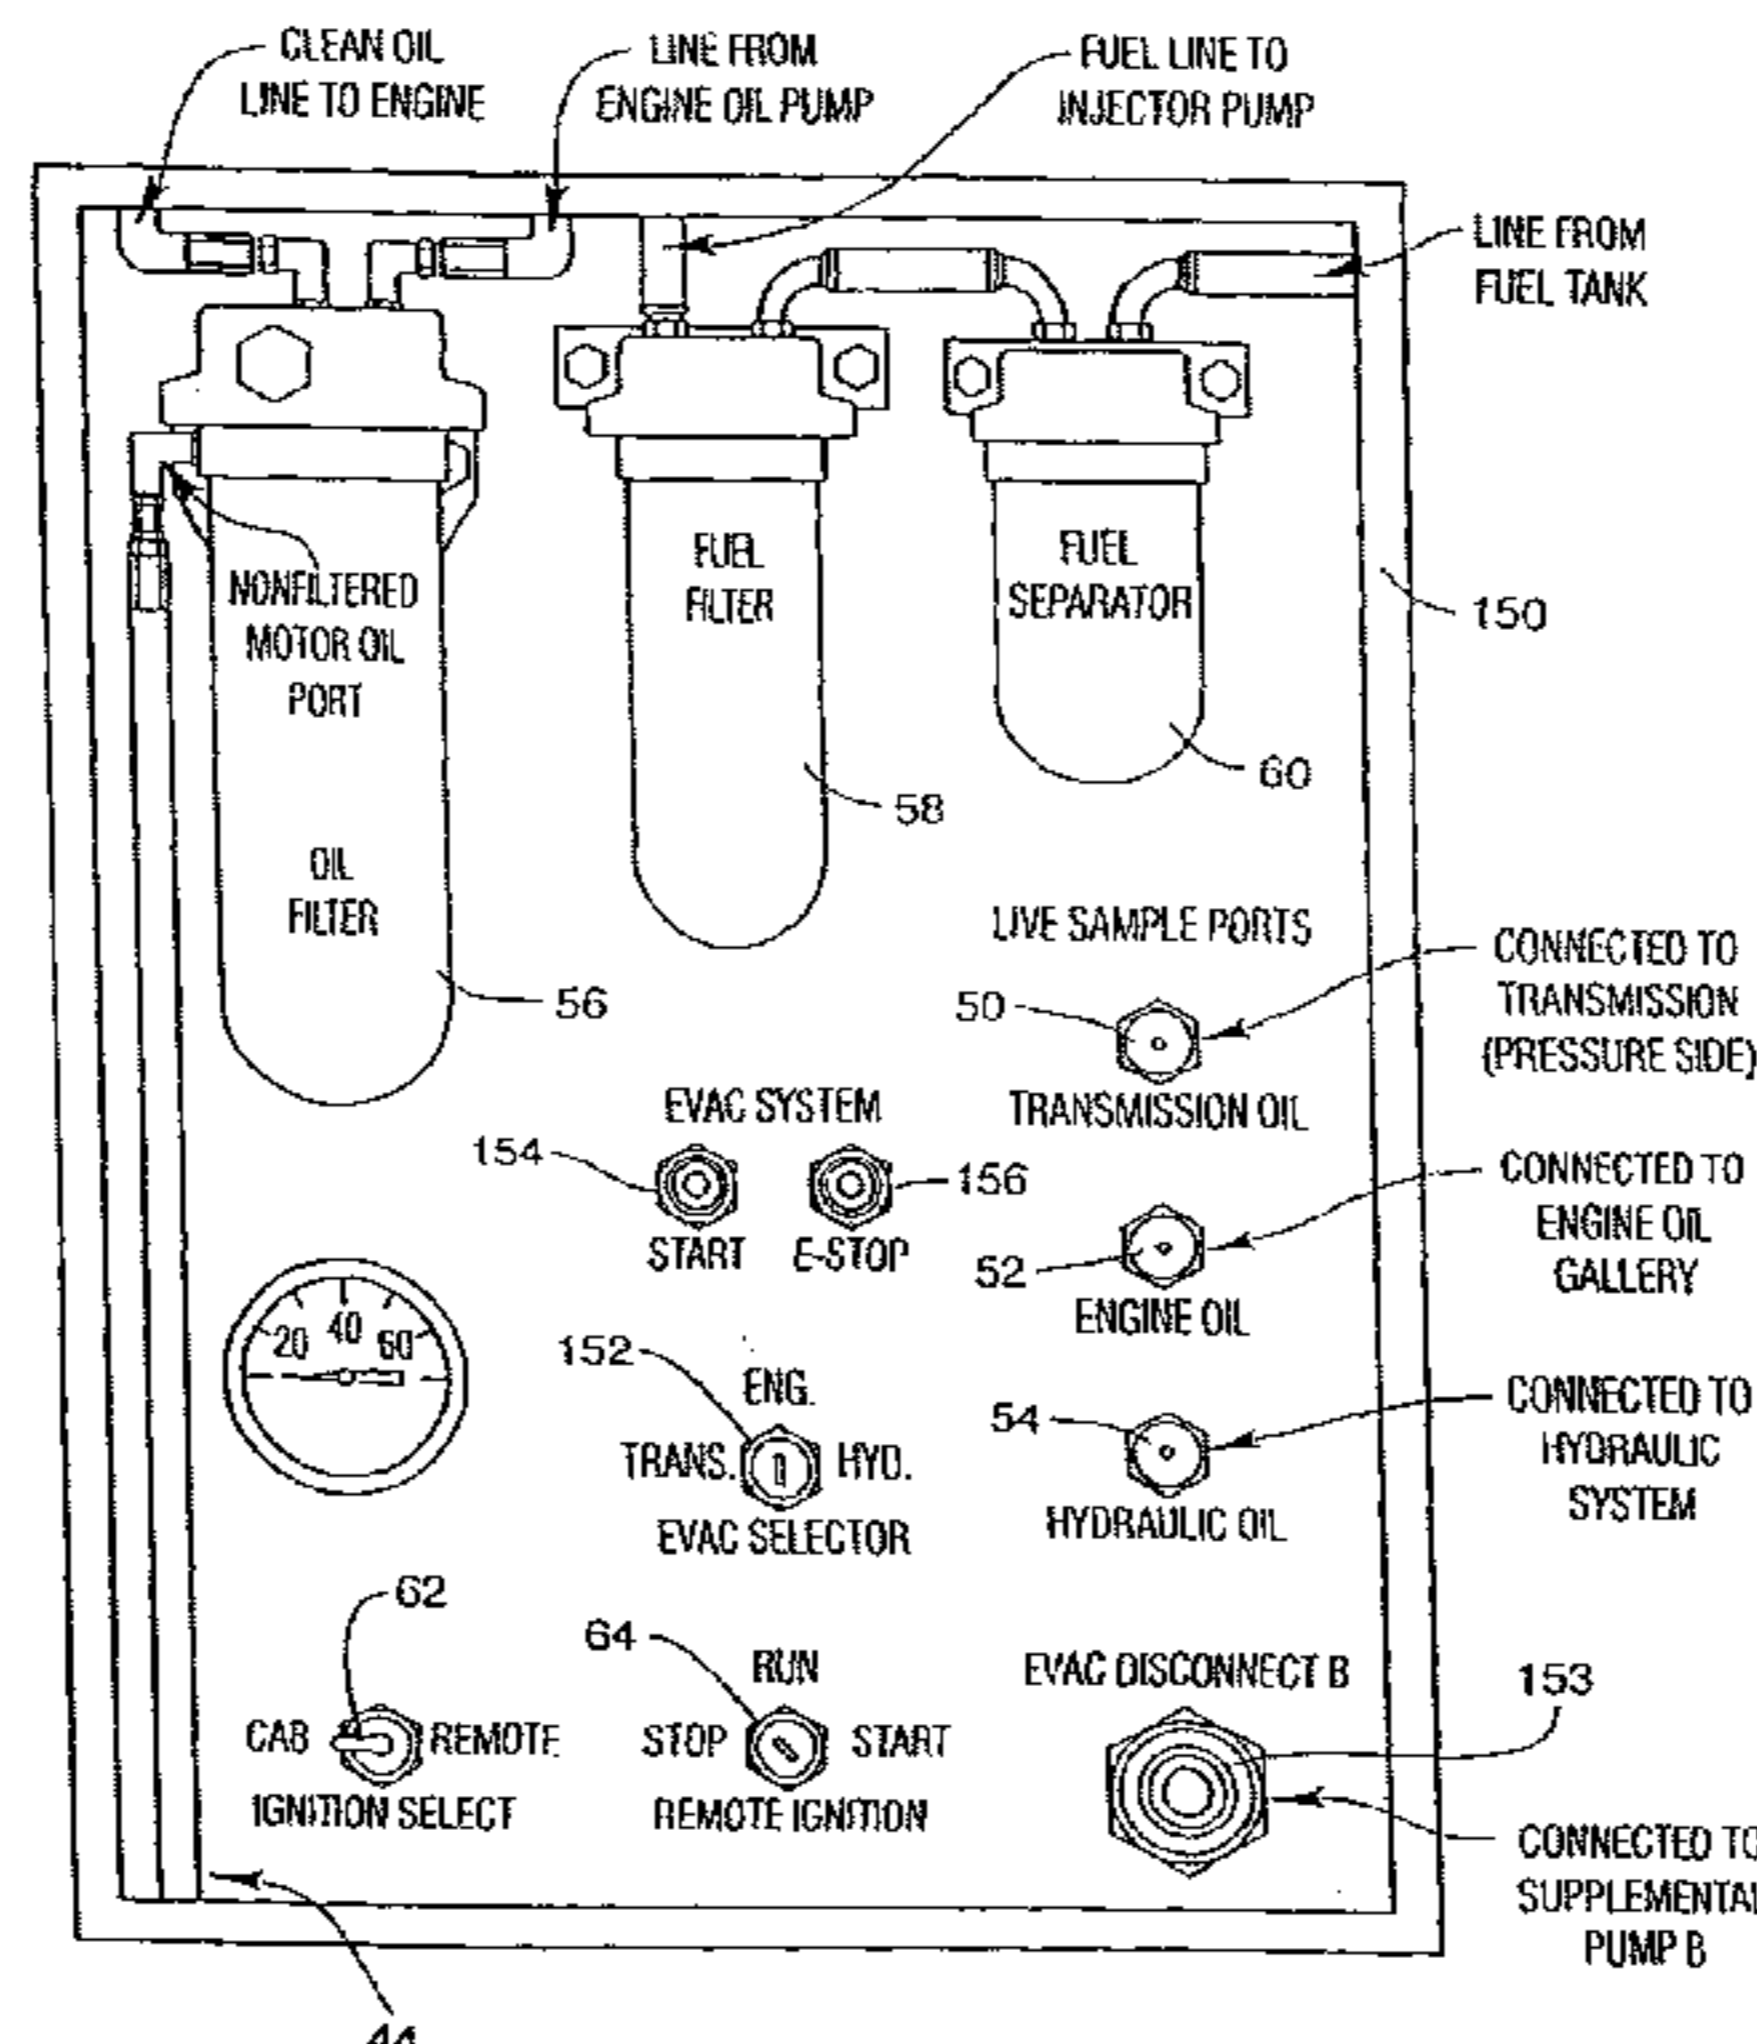 CLEAN OIL
LINE TO ENGINE
LINE FROM
ENGINE OIL PUMP
FUEL LINE TO
INJECTOR PUMP
LINE FROM
FUEL TANK
NONFILTERED
MOTOR OIL
PORT
FUEL
FILTER
FUEL
SEPARATOR
150
60
58
OIL
FILTER
56
LIVE SAMPLE PORTS
CONNECTED TO
TRANSMISSION
(PRESSURE SIDE)
50
TRANSMISSION OIL
EVAC SYSTEM
154
156
START
E-STOP
CONNECTED TO
ENGINE OIL
GALLERY
52
ENGINE OIL
20 40 60
152
ENG.
TRANS.
HYD.
EVAC SELECTOR
54
HYDRAULIC OIL
CONNECTED TO
HYDRAULIC
SYSTEM
62
CAB
REMOTE
IGNITION SELECT
64
RUN
STOP
START
REMOTE IGNITION
EVAC DISCONNECT B
153
CONNECTED TO
SUPPLEMENTAL
PUMP B
44